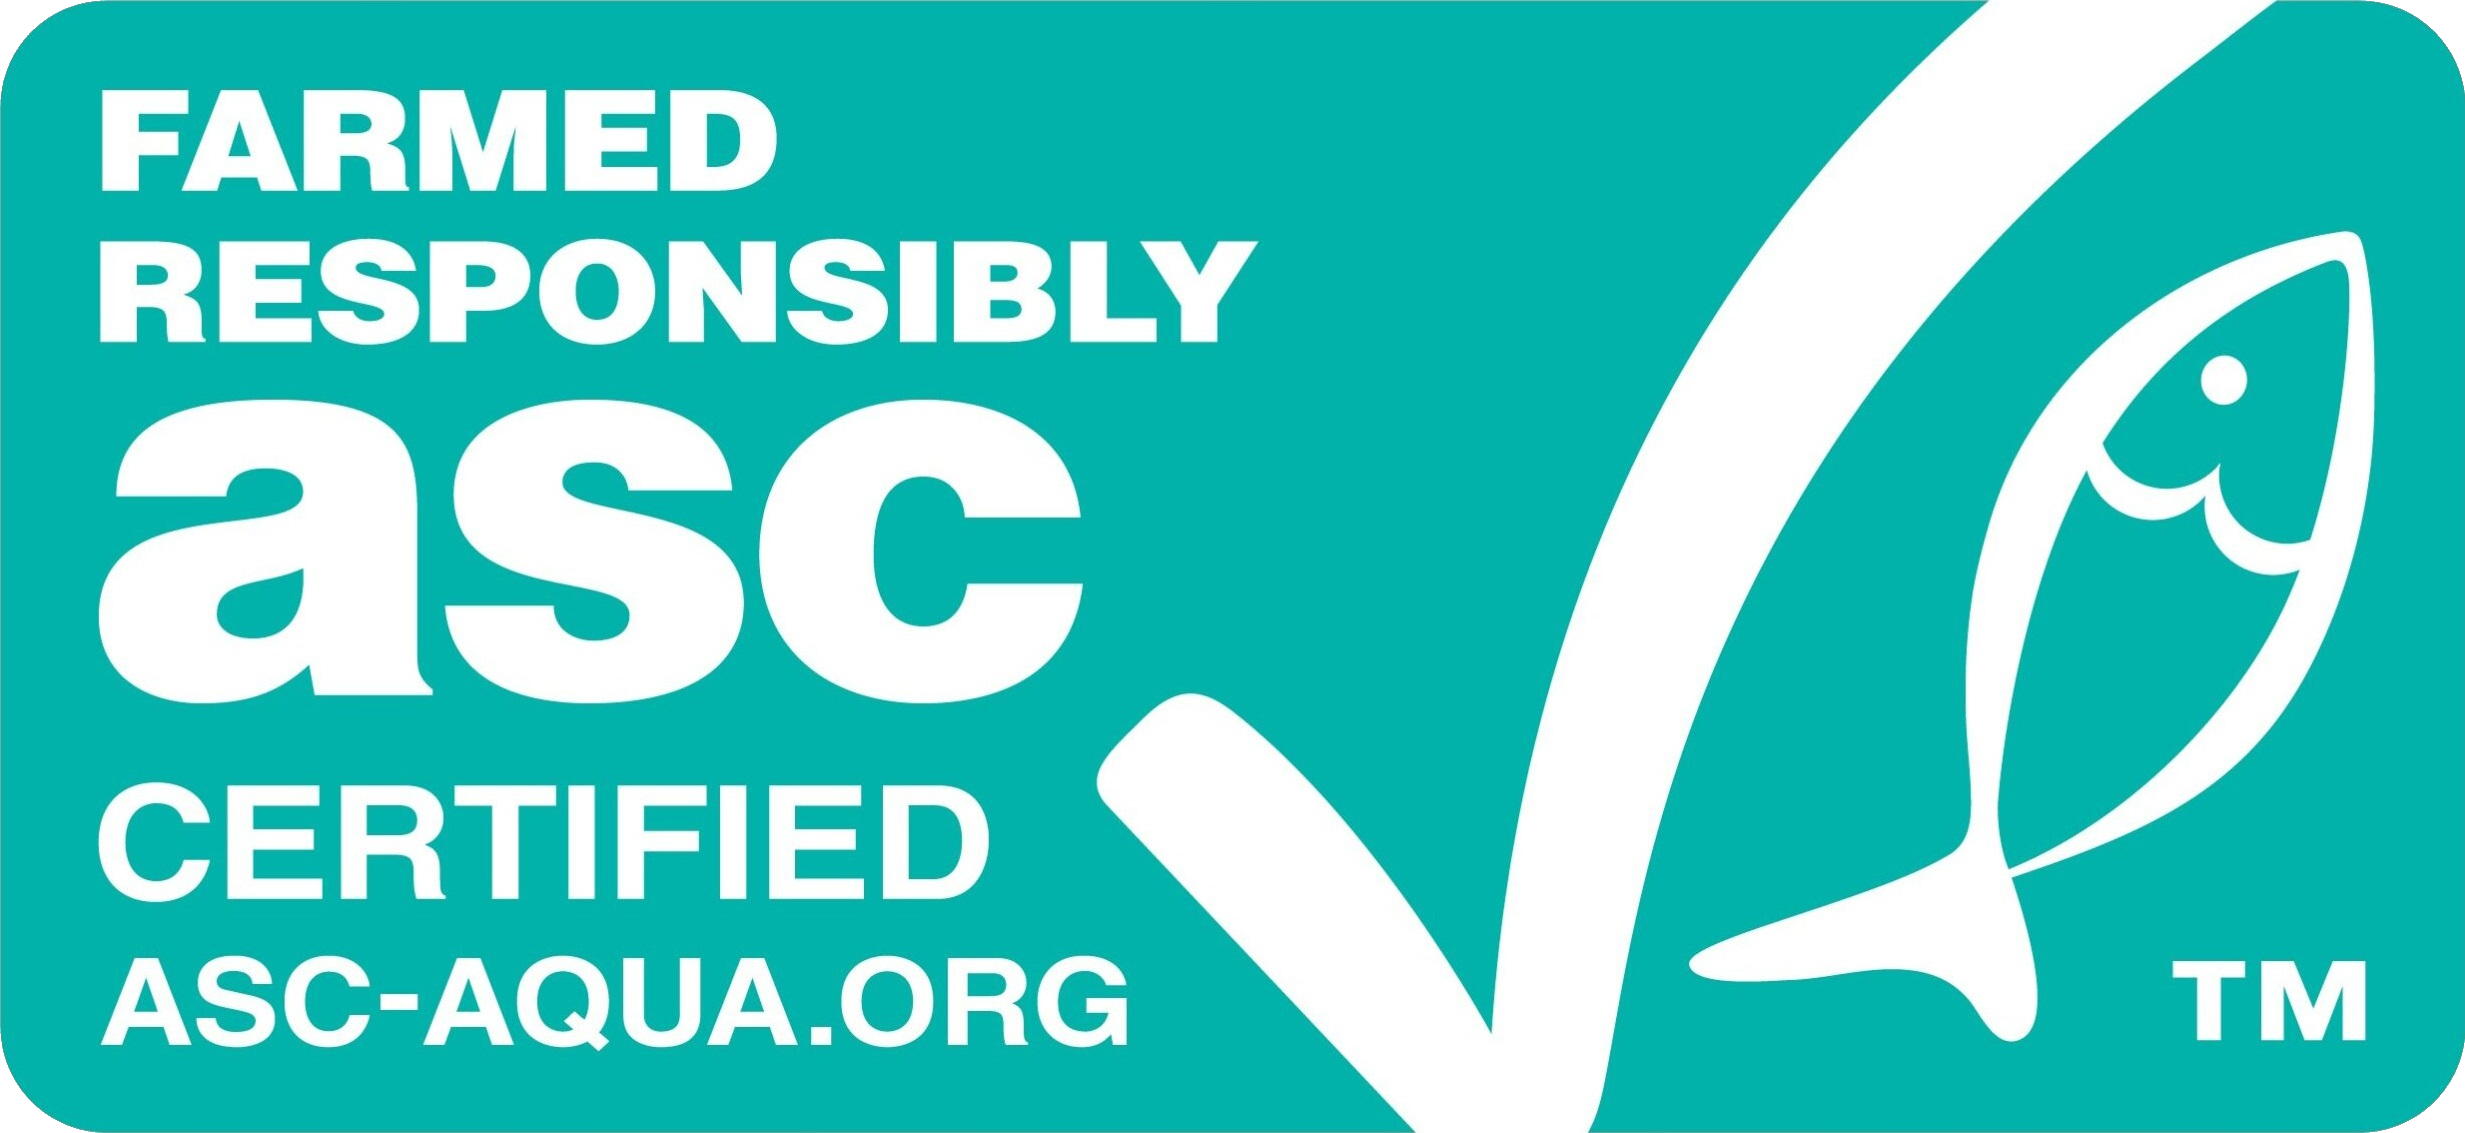 FARMED
RESPONSIBLY
asc
CERTIFIED
ASC-AQUA.ORG
TM